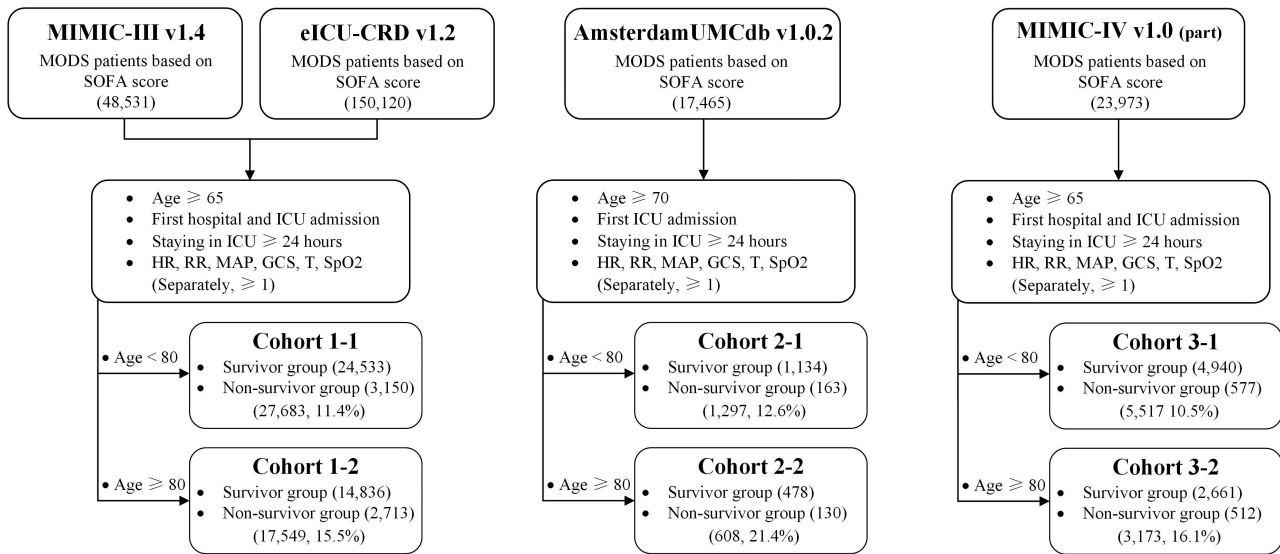 MIMIC-III v1.4
MODS patients based on
SOFA score
(48,531)
eICU-CRD v1.2
MODS patients based on
SOFA score
(150,120)
AmsterdamUMCdb v1.0.2
MODS patients based on
SOFA score
(17,465)
MIMIC-IV v1.0 (part)
MODS patients based on
SOFA score
(23,973)
• Age ⩾ 65
• First hospital and ICU admission
• Staying in ICU ⩾ 24 hours
• HR, RR, MAP, GCS, T, SpO2
(Separately, ⩾ 1)
• Age ⩾ 70
• First ICU admission
• Staying in ICU ⩾ 24 hours
• HR, RR, MAP, GCS, T, SpO2
(Separately, ⩾ 1)
• Age ⩾ 65
• First hospital and ICU admission
• Staying in ICU ⩾ 24 hours
• HR, RR, MAP, GCS, T, SpO2
(Separately, ⩾ 1)
• Age < 80
Cohort 1-1
• Survivor group (24,533)
• Non-survivor group (3,150)
(27,683, 11.4%)
• Age < 80
Cohort 2-1
• Survivor group (1,134)
• Non-survivor group (163)
(1,297, 12.6%)
• Age < 80
Cohort 3-1
• Survivor group (4,940)
• Non-survivor group (577)
(5,517 10.5%)
• Age ⩾ 80
Cohort 1-2
• Survivor group (14,836)
• Non-survivor group (2,713)
(17,549, 15.5%)
• Age ⩾ 80
Cohort 2-2
• Survivor group (478)
• Non-survivor group (130)
(608, 21.4%)
• Age ⩾ 80
Cohort 3-2
• Survivor group (2,661)
• Non-survivor group (512)
(3,173, 16.1%)